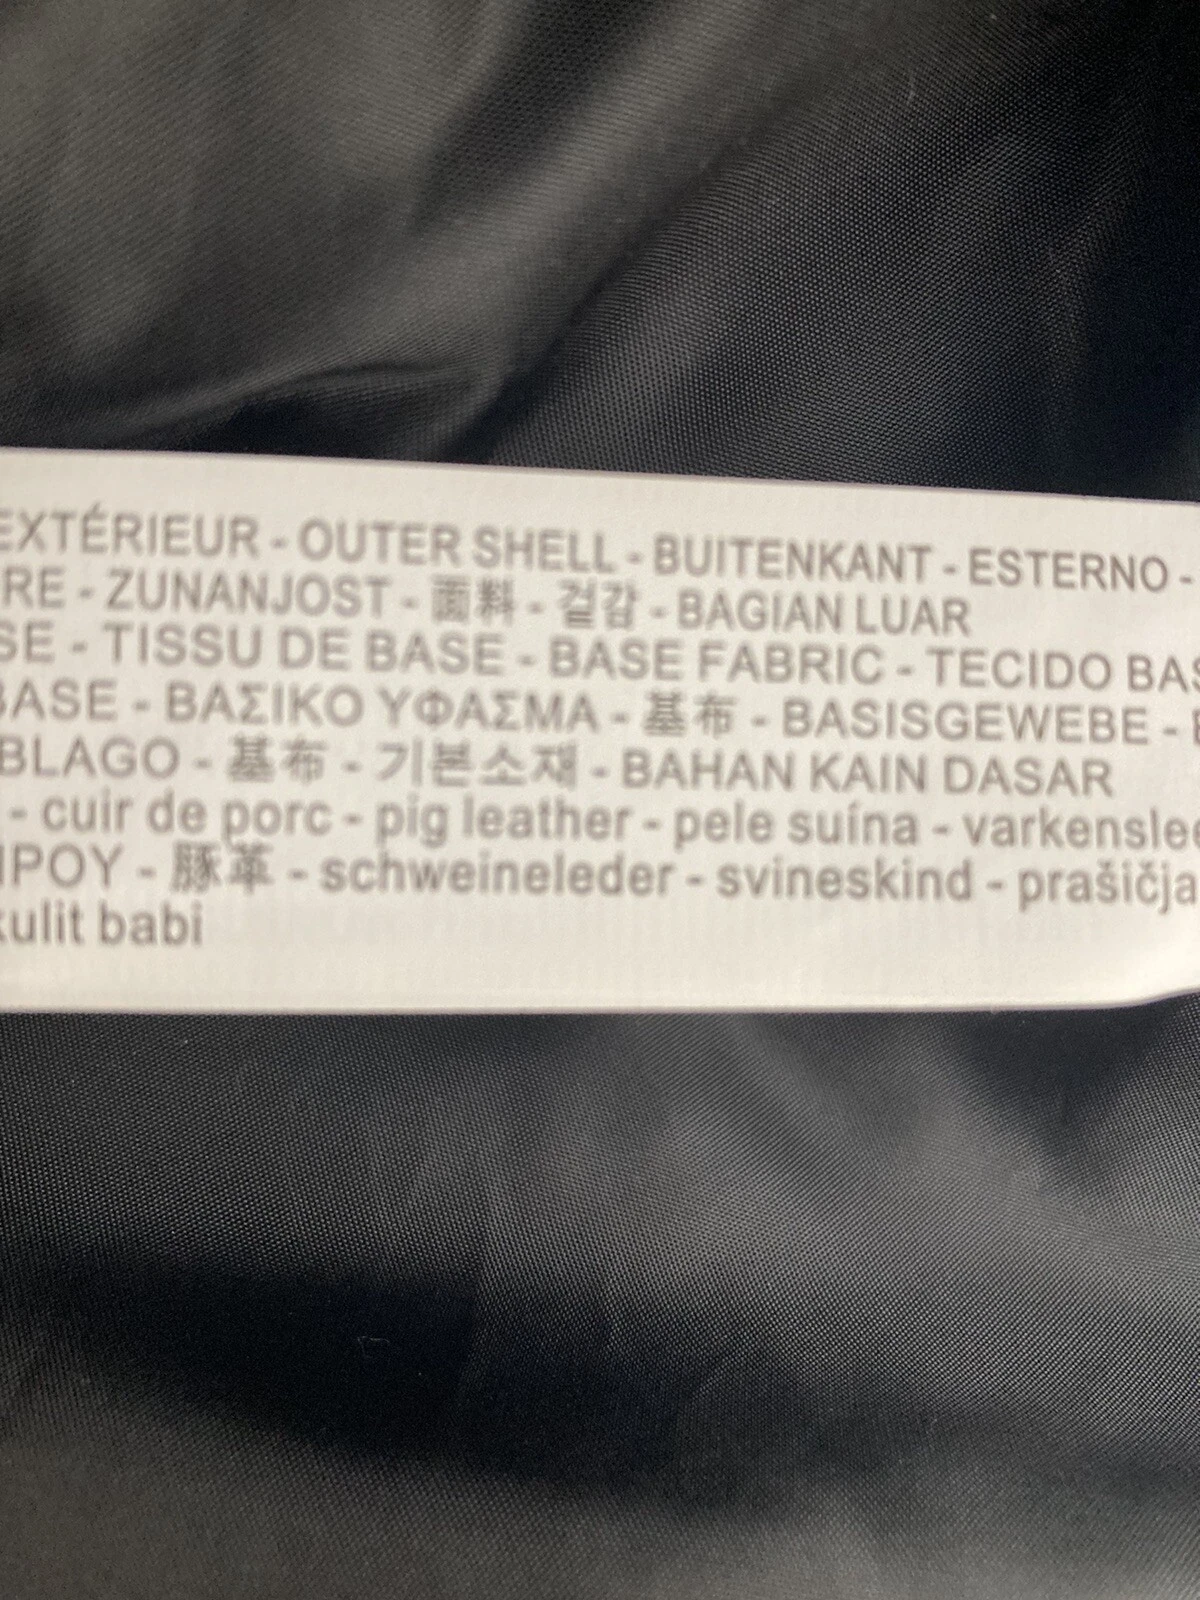 EXTÉRIEUR - OUTER SHELL - BUITENKANT - ESTERNO -
RE - ZUNANJOST - 面料 - 겉감 - BAGIAN LUAR
SE - TISSU DE BASE - BASE FABRIC - TECIDO BAS
BASE - ΒΑΣΙΚΟ ΥΦΑΣΜΑ - 基布 - BASISGEWEBE -
BLAGO - 基布 - 기본소재 - BAHAN KAIN DASAR
- cuir de porc - pig leather - pele suína - varkenslee
ΙΡΟΥ - 豚革 - schweineleder - svineskind - prašičja
kulit babi